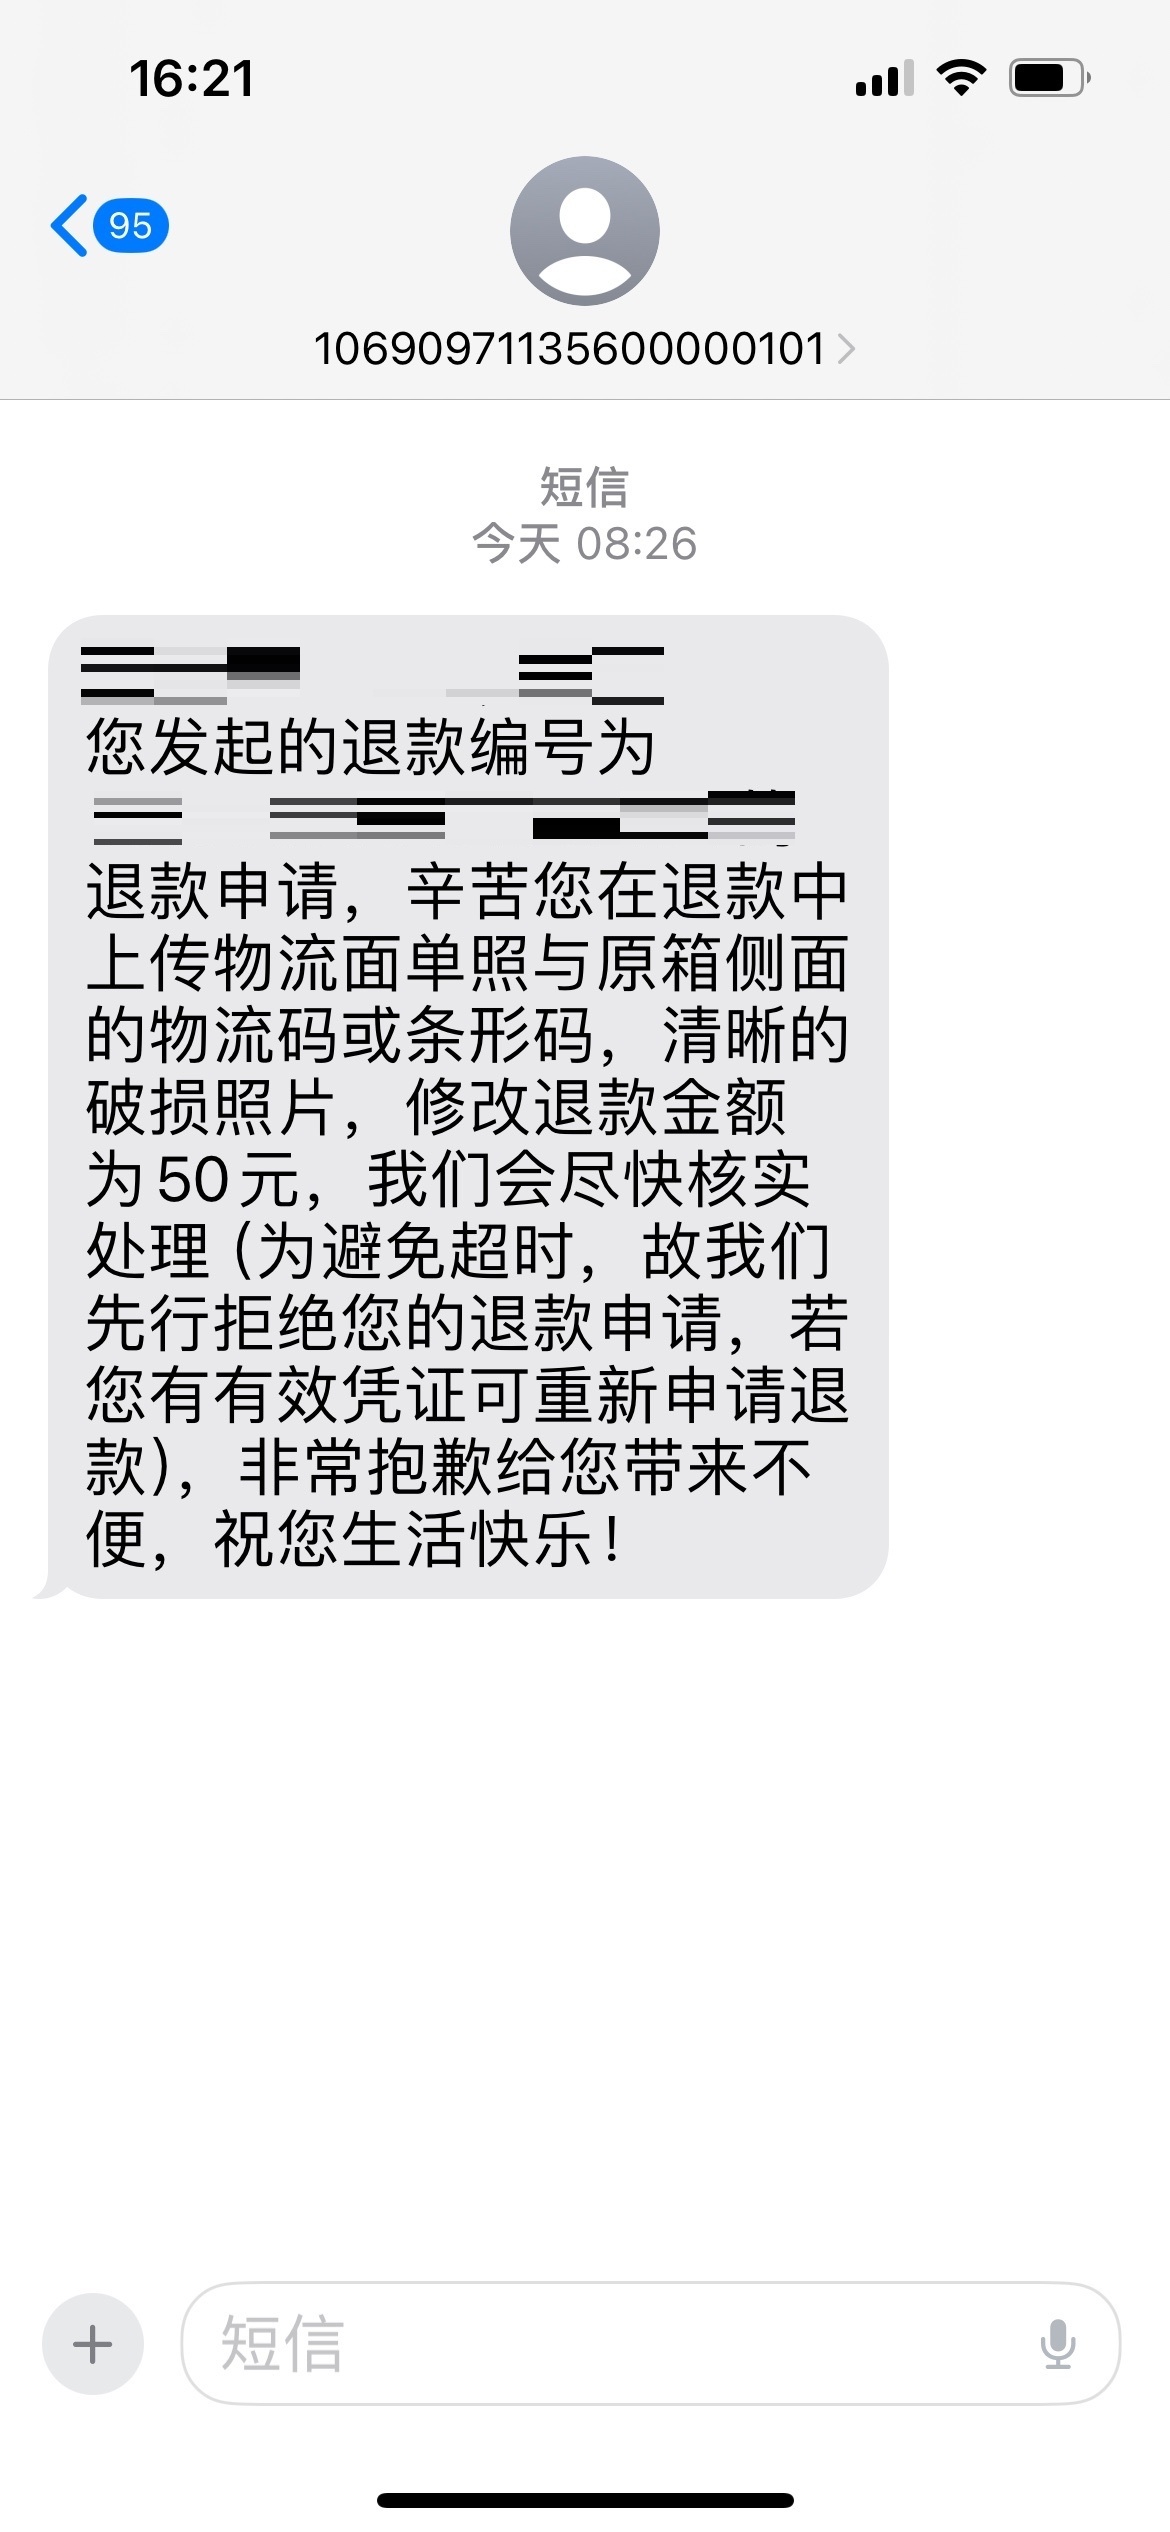 16:21
95
106909711135600000101
短信
今天 08:26
您发起的退款编号为
退款申请，辛苦您在退款中
上传物流面单照与原箱侧面
的物流码或条形码，清晰的
破损照片，修改退款金额
为50元，我们会尽快核实
处理（为避免超时，故我们
先行拒绝您的退款申请，若
您有有效凭证可重新申请退
款），非常抱歉给您带来不
便，祝您生活快乐！
短信